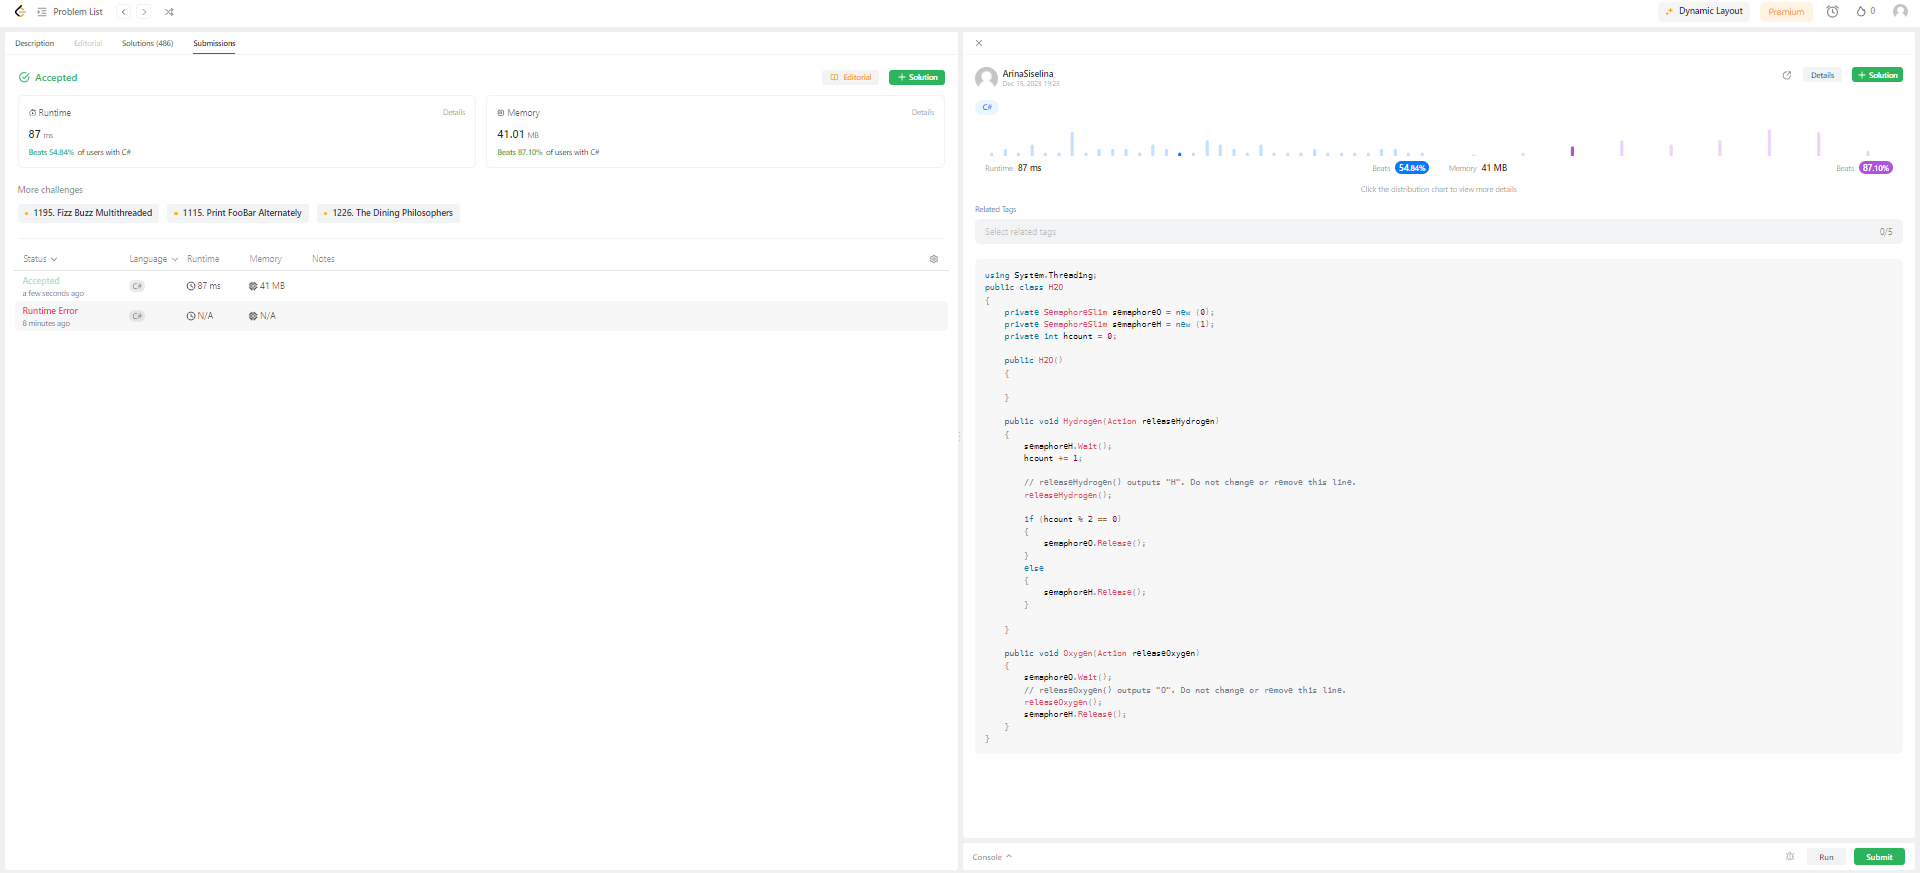 Problem List
Dynamic Layout
Premium
0
Description Editorial Solutions (486) Submissions
Accepted
Editorial
Solution
Runtime
Details
87 ms
Beats 54.84% of users with C#
Memory
Details
41.01 MB
Beats 87.10% of users with C#
More challenges
1195. Fizz Buzz Multithreaded
1115. Print FooBar Alternately
1226. The Dining Philosophers
Status Language Runtime Memory Notes
Accepted
a few seconds ago
C#
87 ms
41 MB
Runtime Error
8 minutes ago
C#
N/A
N/A
ArinaSiselina
Dec 15, 2023 19:23
Details
Solution
C#
Runtime 87 ms
Beats 54.84%
Memory 41 MB
Beats 87.10%
Click the distribution chart to view more details
Related Tags
Select related tags
0/5
using System.Threading;
public class H2O
{
private SemaphoreSlim semaphoreO = new (0);
private SemaphoreSlim semaphoreH = new (1);
private int hcount = 0;
public H2O()
{
}
public void Hydrogen(Action releaseHydrogen)
{
semaphoreH.Wait();
hcount += 1;
// releaseHydrogen() outputs "H". Do not change or remove this line.
releaseHydrogen();
if (hcount % 2 == 0)
{
semaphoreO.Release();
}
else
{
semaphoreH.Release();
}
}
public void Oxygen(Action releaseOxygen)
{
semaphoreO.Wait();
// releaseOxygen() outputs "O". Do not change or remove this line.
releaseOxygen();
semaphoreH.Release();
}
}
Console
Run
Submit